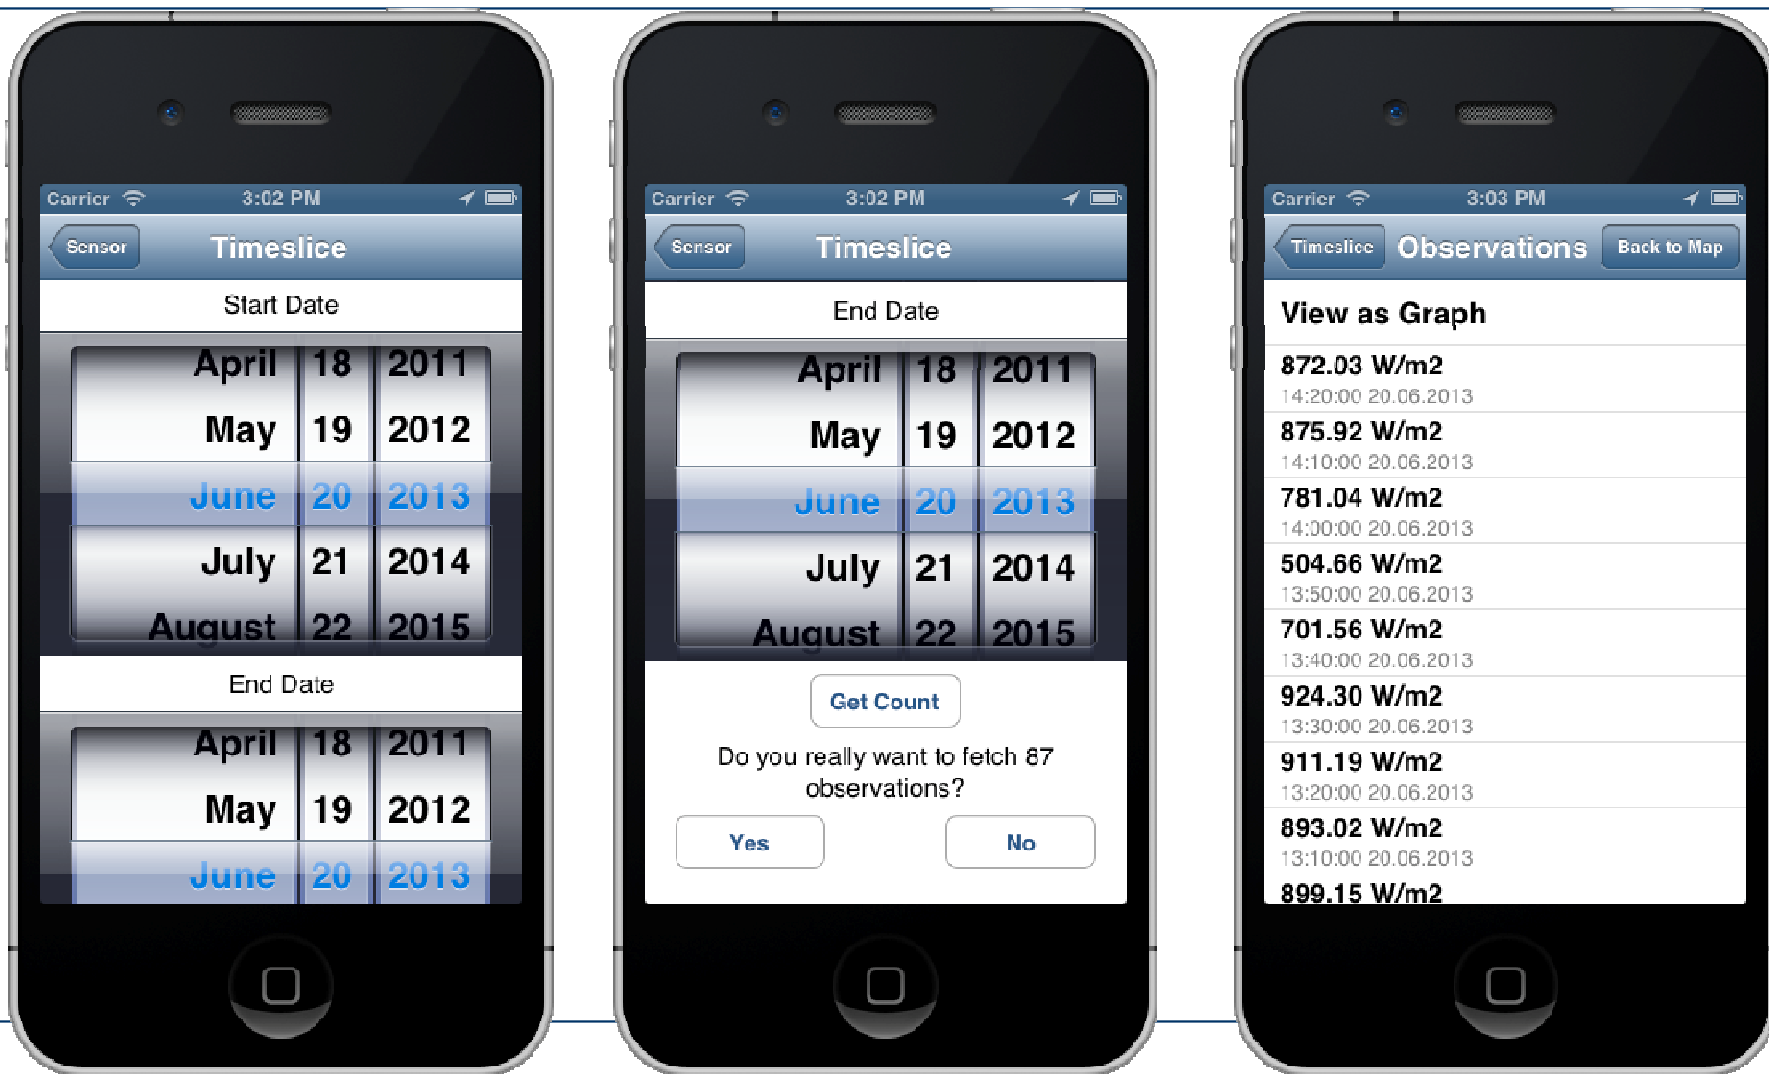 Carrier 3:02 PM
Sensor Timeslice
Start Date
April 18 2011
May 19 2012
June 20 2013
July 21 2014
August 22 2015
End Date
April 18 2011
May 19 2012
June 20 2013
Carrier 3:02 PM
Sensor Timeslice
End Date
April 18 2011
May 19 2012
June 20 2013
July 21 2014
August 22 2015
Get Count
Do you really want to fetch 87
observations?
Yes No
Carrier 3:03 PM
Timeslice Observations Back to Map
View as Graph
872.03 W/m2
14:20:00 20.06.2013
875.92 W/m2
14:10:00 20.06.2013
781.04 W/m2
14:00:00 20.06.2013
504.66 W/m2
13:50:00 20.06.2013
701.56 W/m2
13:40:00 20.06.2013
924.30 W/m2
13:30:00 20.06.2013
911.19 W/m2
13:20:00 20.06.2013
893.02 W/m2
13:10:00 20.06.2013
899.15 W/m2